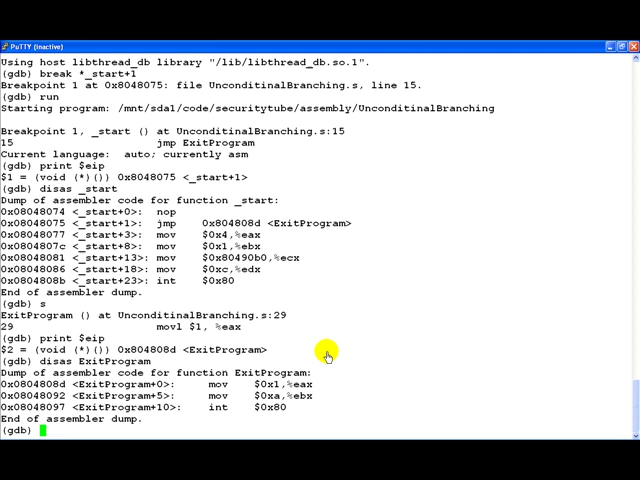 PuTTY (inactive)
Using host libthread_db library "/lib/libthread_db.so.1".
(gdb) break *_start+1
Breakpoint 1 at 0x8048075: file UnconditinalBranching.s, line 15.
(gdb) run
Starting program: /mnt/sda1/code/securitytube/assembly/UnconditinalBranching
Breakpoint 1, _start () at UnconditinalBranching.s:15
15 jmp ExitProgram
Current language: auto; currently asm
(gdb) print $eip
$1 = (void (*)()) 0x8048075 <_start+1>
(gdb) disas _start
Dump of assembler code for function _start:
0x08048074 <_start+0>: nop
0x08048075 <_start+1>: jmp 0x804808d <ExitProgram>
0x08048077 <_start+3>: mov $0x4,%eax
0x0804807c <_start+8>: mov $0x1,%ebx
0x08048081 <_start+13>: mov $0x80490b0,%ecx
0x08048086 <_start+18>: mov $0xc,%edx
0x0804808b <_start+23>: int $0x80
End of assembler dump.
(gdb) s
ExitProgram () at UnconditinalBranching.s:29
29 movl $1, %eax
(gdb) print $eip
$2 = (void (*)()) 0x804808d <ExitProgram>
(gdb) disas ExitProgram
Dump of assembler code for function ExitProgram:
0x0804808d <ExitProgram+0>: mov $0x1,%eax
0x08048092 <ExitProgram+5>: mov $0xa,%ebx
0x08048097 <ExitProgram+10>: int $0x80
End of assembler dump.
(gdb)